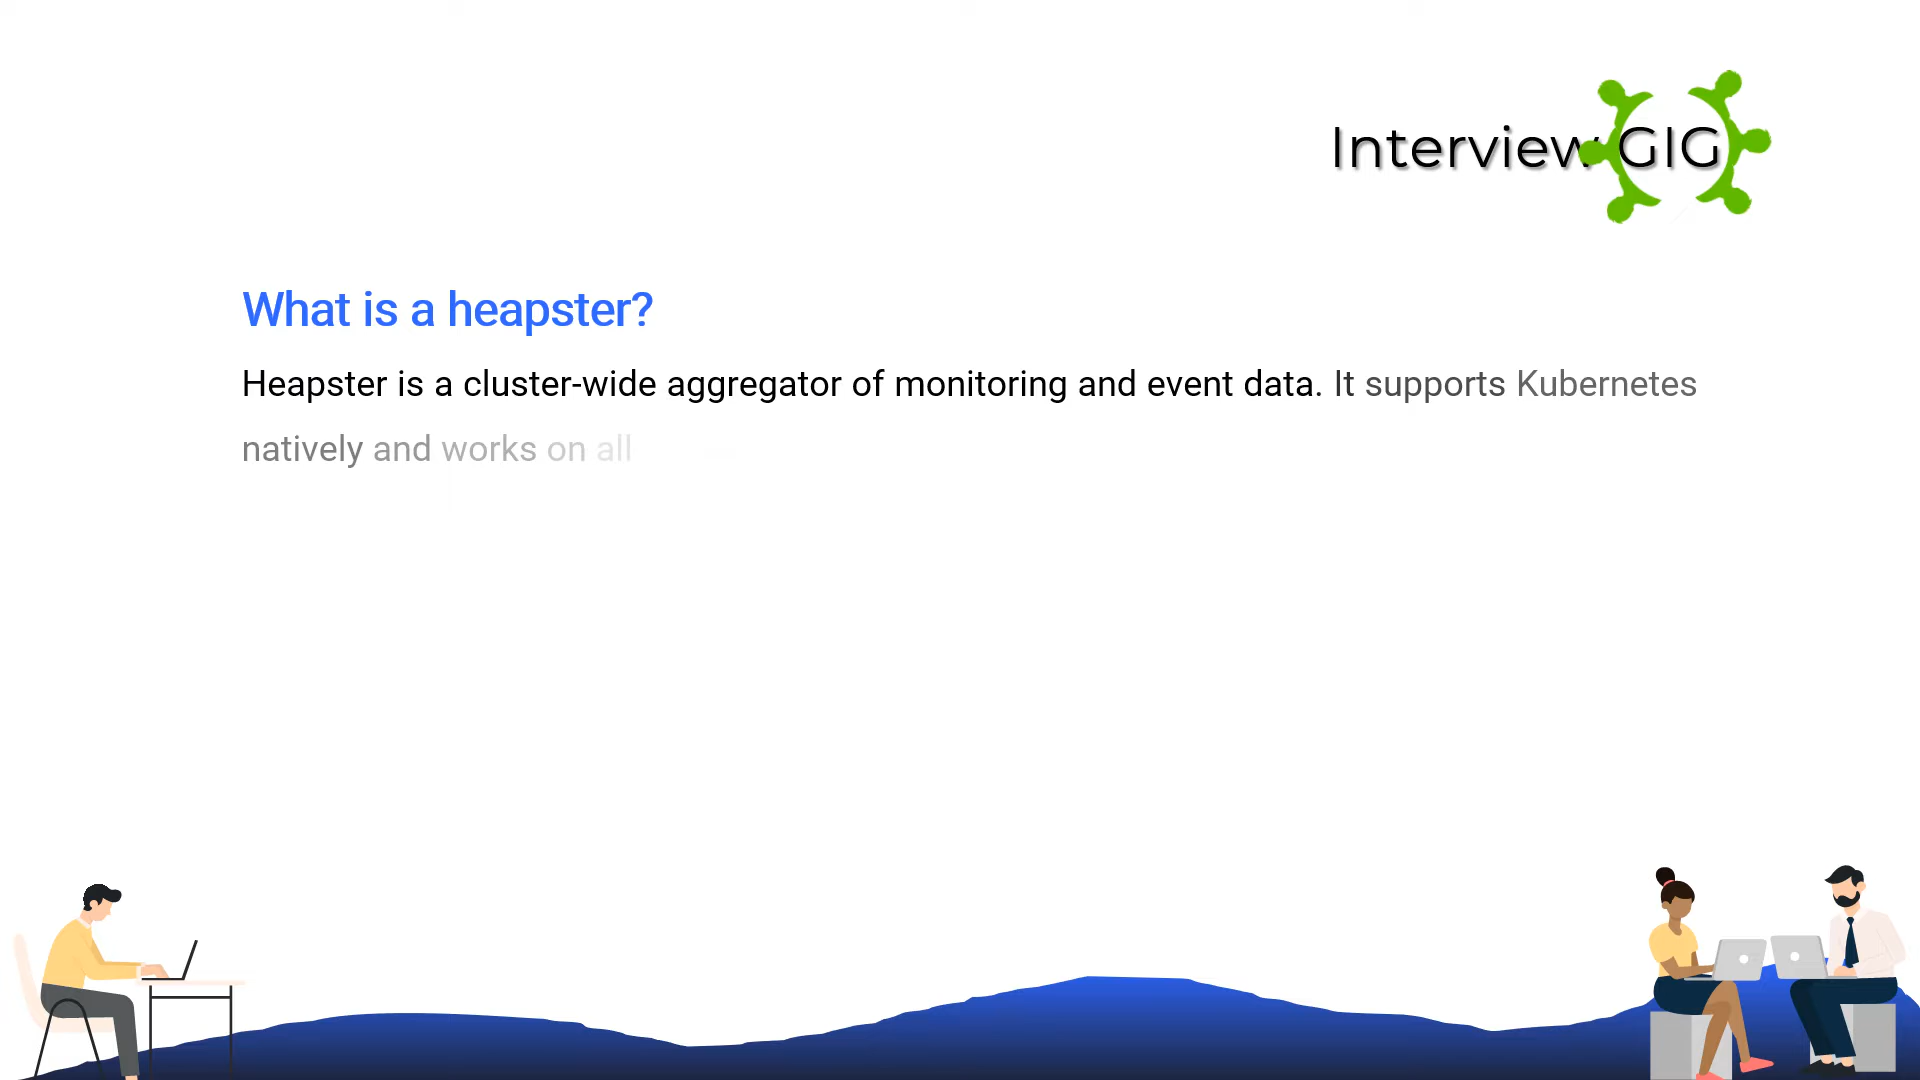 Interview GIG
What is a heapster?
Heapster is a cluster-wide aggregator of monitoring and event data. It supports Kubernetes
natively and works on all